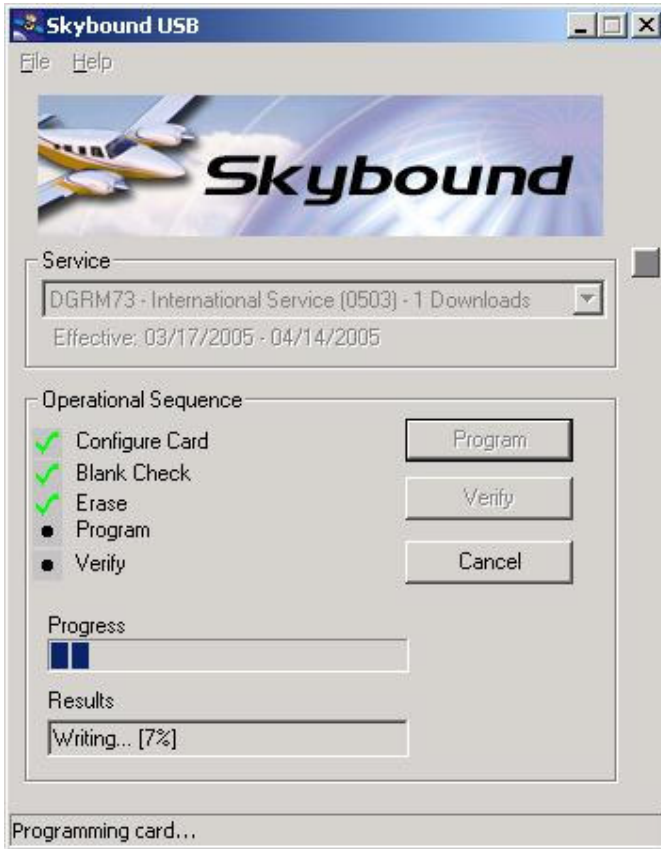 Skybound USB
File Help
Skybound
Service
DGRM73 - International Service (0503) - 1 Downloads
Effective: 03/17/2005 - 04/14/2005
Operational Sequence
Configure Card
Program
Blank Check
Erase
Verify
Program
Verify
Cancel
Progress
Results
Writing... [7%]
Programming card...